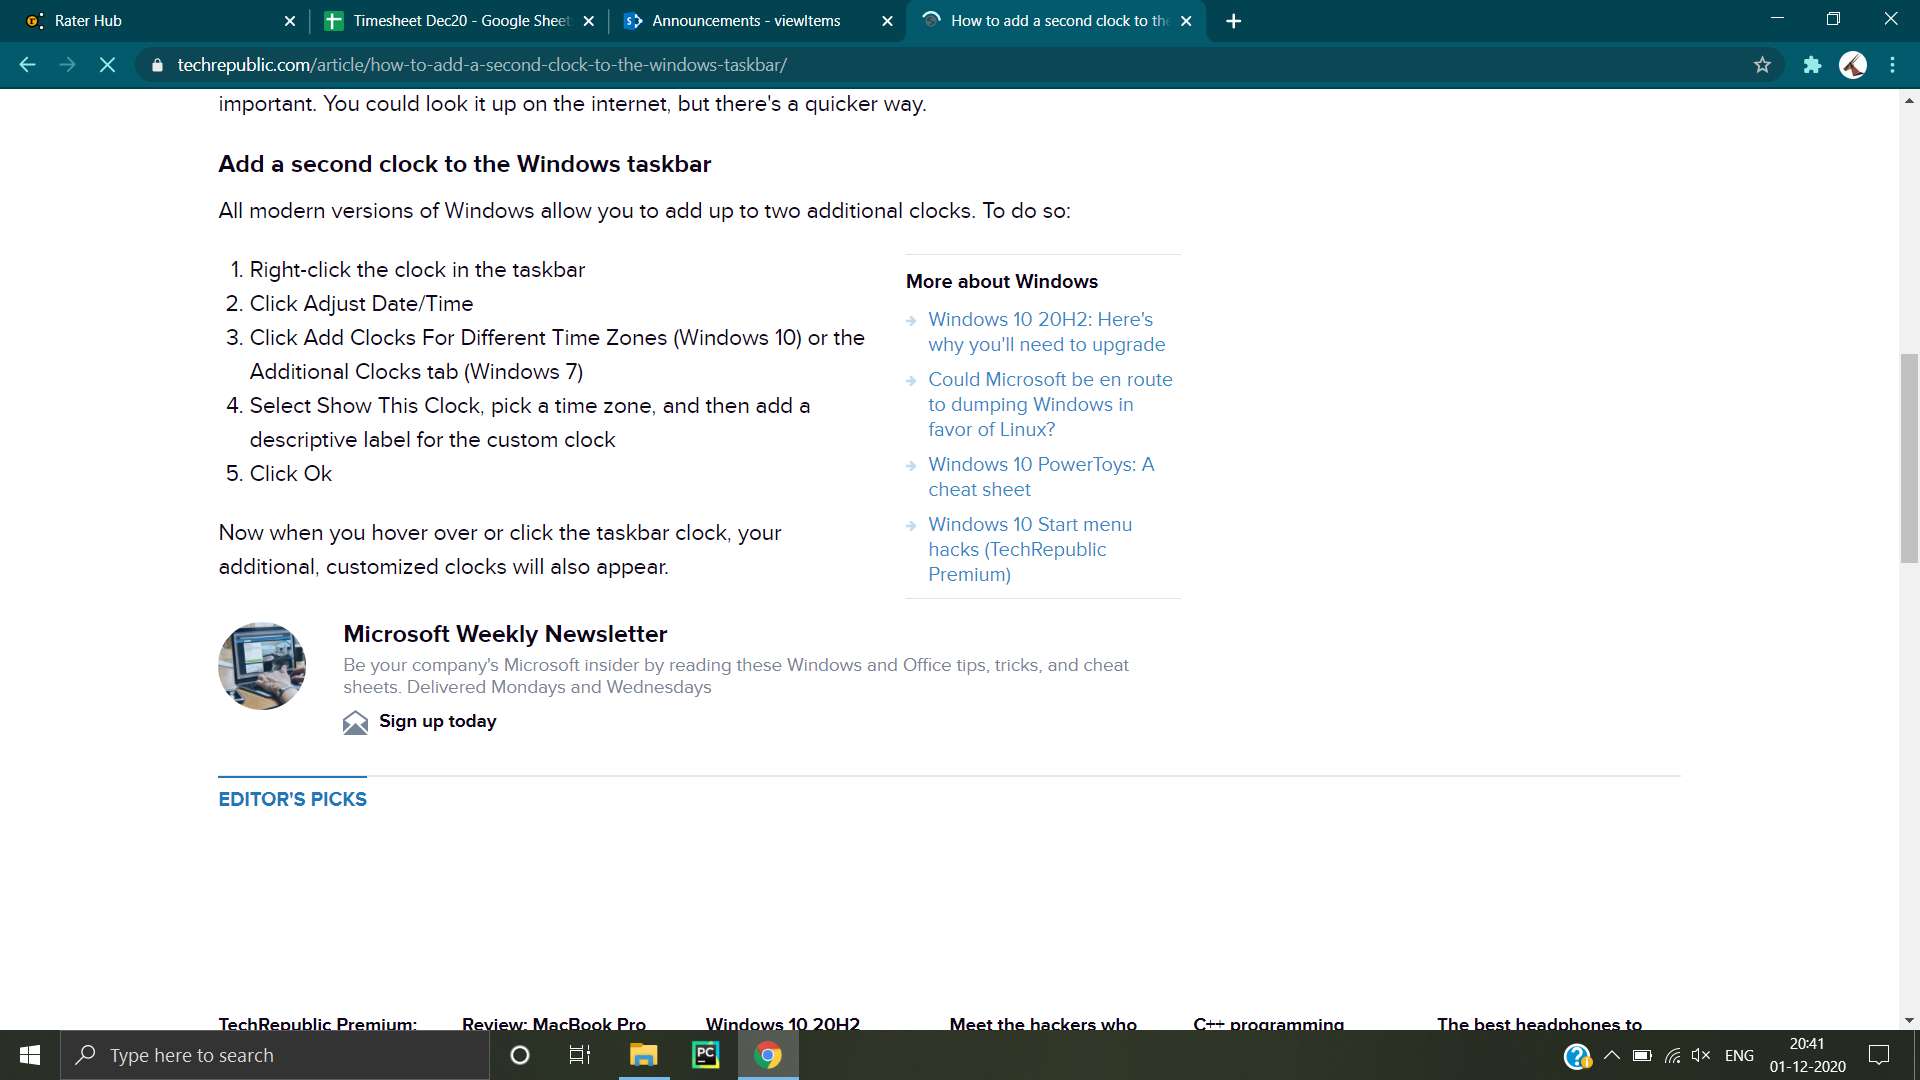 Rater Hub
Timesheet Dec20 - Google Sheet
Announcements - viewItems
How to add a second clock to the
techrepublic.com/article/how-to-add-a-second-clock-to-the-windows-taskbar/
important. You could look it up on the internet, but there's a quicker way.
Add a second clock to the Windows taskbar
All modern versions of Windows allow you to add up to two additional clocks. To do so:
1. Right-click the clock in the taskbar
2. Click Adjust Date/Time
3. Click Add Clocks For Different Time Zones (Windows 10) or the
Additional Clocks tab (Windows 7)
4. Select Show This Clock, pick a time zone, and then add a
descriptive label for the custom clock
5. Click Ok
Now when you hover over or click the taskbar clock, your
additional, customized clocks will also appear.
More about Windows
Windows 10 20H2: Here's
why you'll need to upgrade
Could Microsoft be en route
to dumping Windows in
favor of Linux?
Windows 10 PowerToys: A
cheat sheet
Windows 10 Start menu
hacks (TechRepublic
Premium)
Microsoft Weekly Newsletter
Be your company's Microsoft insider by reading these Windows and Office tips, tricks, and cheat
sheets. Delivered Mondays and Wednesdays
Sign up today
EDITOR'S PICKS
TechRepublic Premium:
Review: MacBook Pro
Windows 10 20H2
Meet the hackers who
C++ programming
The best headphones to
Type here to search
PC
ENG
20:41
01-12-2020